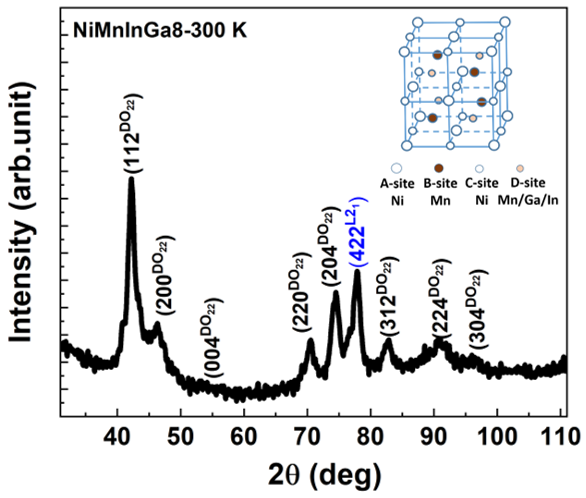 NiMnInGa8-300 K
Intensity (arb.unit)
(112^DO22)
(200^DO22)
(004^DO22)
(220^DO22)
(204^DO22)
(422^L21)
(312^DO22)
(224^DO22)
(304^DO22)
A-site B-site C-site D-site
Ni Mn Ni Mn/Ga/In
40 50 60 70 80 90 100 110
2θ (deg)